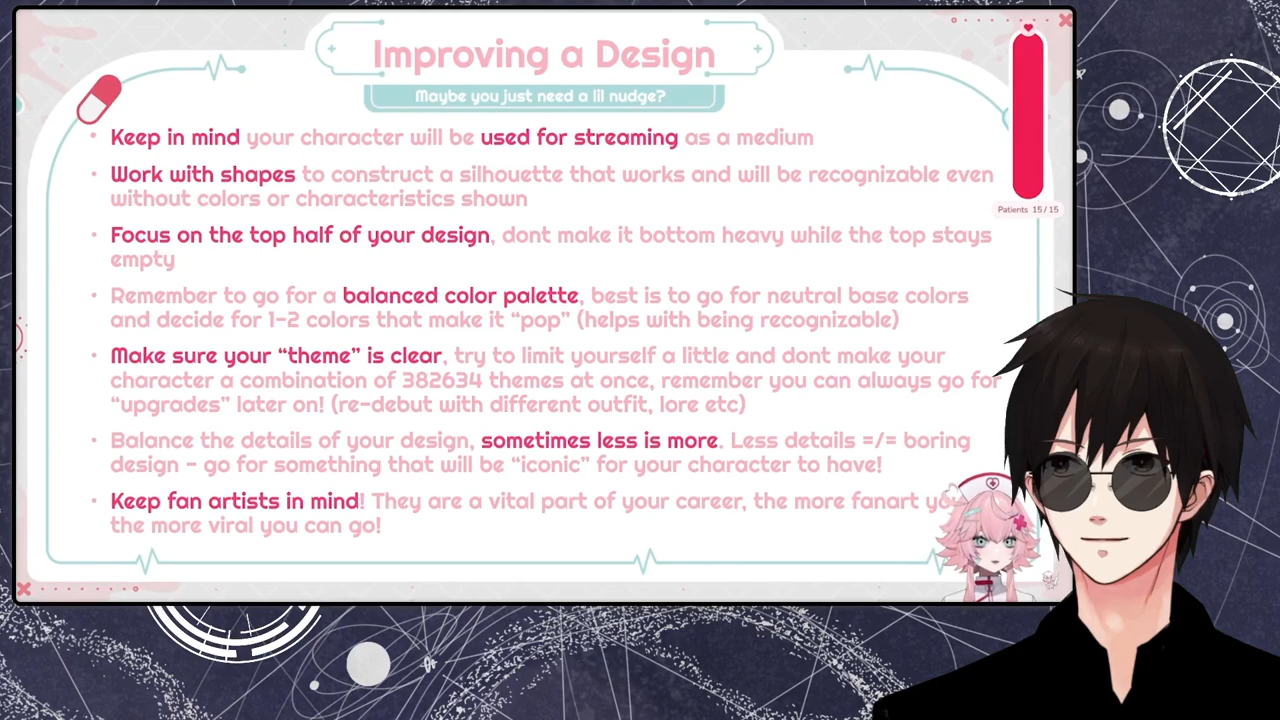 Improving a Design
Maybe you just need a lil nudge?
• Keep in mind your character will be used for streaming as a medium
• Work with shapes to construct a silhouette that works and will be recognizable even
without colors or characteristics shown
• Focus on the top half of your design, dont make it bottom heavy while the top stays
empty
• Remember to go for a balanced color palette, best is to go for neutral base colors
and decide for 1-2 colors that make it “pop” (helps with being recognizable)
• Make sure your “theme” is clear, try to limit yourself a little and dont make your
character a combination of 382634 themes at once, remember you can always go for
“upgrades” later on! (re-debut with different outfit, lore etc)
• Balance the details of your design, sometimes less is more. Less details =/= boring
design - go for something that will be “iconic” for your character to have!
• Keep fan artists in mind! They are a vital part of your career, the more fanart
the more viral you can go!
Patients 15/15